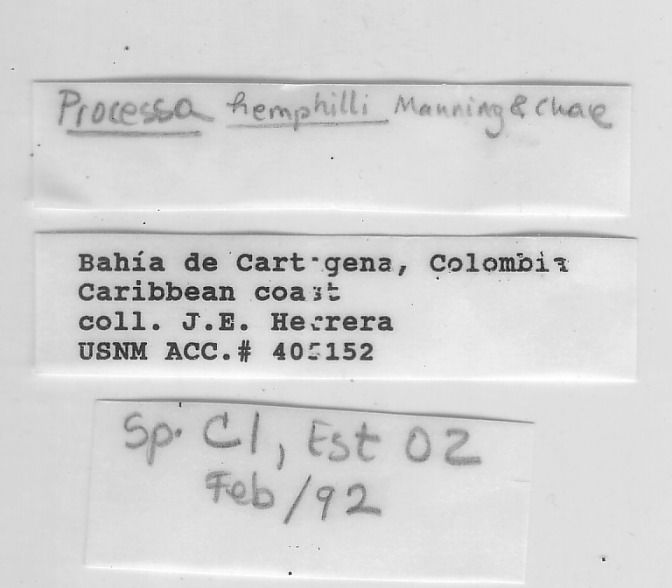 Processa hemphilli Manning & Chace
Bahía de Cartagena, Colombia
Caribbean coast
coll. J.E. Herrera
USNM ACC.#
Sp. C1, Est 02
Feb/92